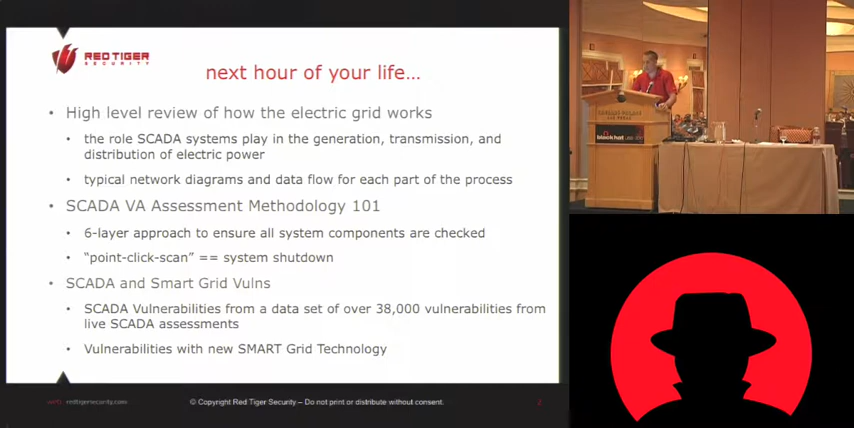 RED TIGER
SECURITY
next hour of your life...
• High level review of how the electric grid works
• the role SCADA systems play in the generation, transmission, and
distribution of electric power
• typical network diagrams and data flow for each part of the process
• SCADA VA Assessment Methodology 101
• 6-layer approach to ensure all system components are checked
• “point-click-scan” == system shutdown
• SCADA and Smart Grid Vulns
• SCADA Vulnerabilities from a data set of over 38,000 vulnerabilities from
live SCADA assessments
• Vulnerabilities with new SMART Grid Technology
redtigersecurity.com
© Copyright Red Tiger Security – Do not print or distribute without consent.
2
blackhat